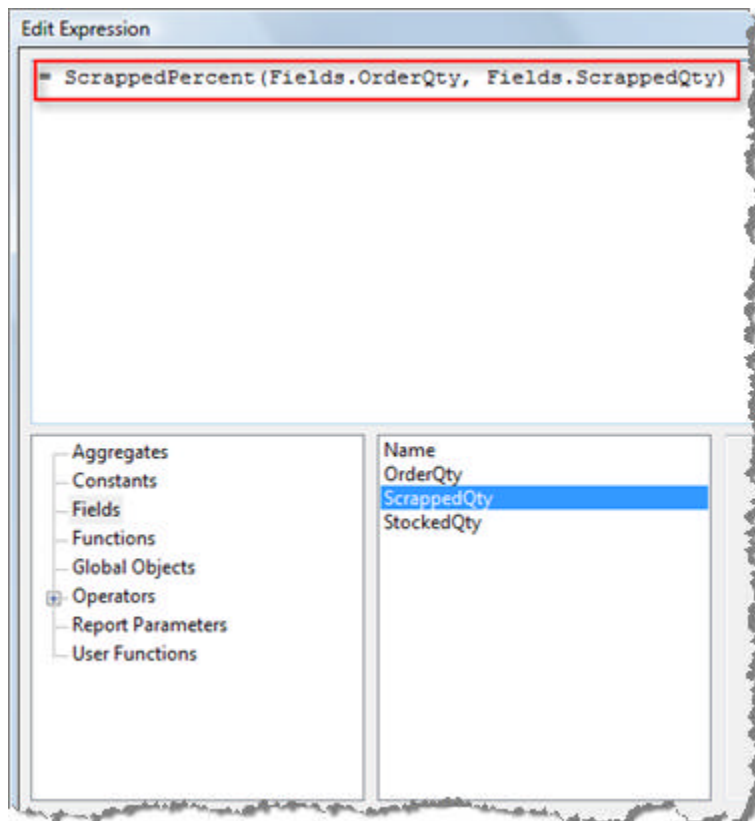 Edit Expression
= ScrappedPercent(Fields.OrderQty, Fields.ScrappedQty)
Aggregates
Constants
Fields
Functions
Global Objects
Operators
Report Parameters
User Functions
Name
OrderQty
ScrappedQty
StockedQty